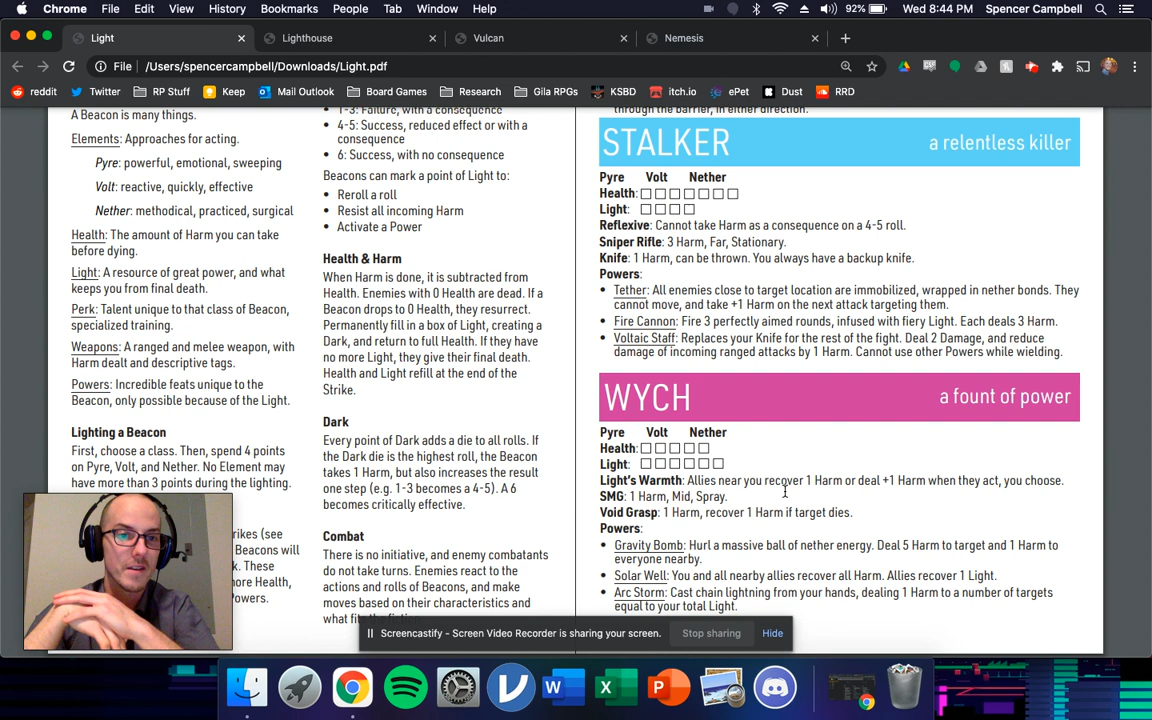 Chrome File Edit View History Bookmarks People Tab Window Help 92% Wed 8:44 PM Spencer Campbell
Light Lighthouse Vulcan Nemesis
File /Users/spencercampbell/Downloads/Light.pdf
reddit Twitter RP Stuff Keep Mail Outlook Board Games Research Gila RPGs KSBD itch.io ePet Dust RRD
A Beacon is many things.
Elements: Approaches for acting.
Pyre: powerful, emotional, sweeping
Volt: reactive, quickly, effective
Nether: methodical, practiced, surgical
Health: The amount of Harm you can take
before dying.
Light: A resource of great power, and what
keeps you from final death.
Perk: Talent unique to that class of Beacon,
specialized training.
Weapons: A ranged and melee weapon, with
Harm dealt and descriptive tags.
Powers: Incredible feats unique to the
Beacon, only possible because of the Light.
Lighting a Beacon
First, choose a class. Then, spend 4 points
on Pyre, Volt, and Nether. No Element may
have more than 3 points during the lighting.
rikes (see
Beacons will
k. These
more Health,
Powers.
1-3: Failure, with a consequence
• 4-5: Success, reduced effect or with a
consequence
• 6: Success, with no consequence
Beacons can mark a point of Light to:
• Reroll a roll
• Resist all incoming Harm
• Activate a Power
Health & Harm
When Harm is done, it is subtracted from
Health. Enemies with 0 Health are dead. If a
Beacon drops to 0 Health, they resurrect.
Permanently fill in a box of Light, creating a
Dark, and return to full Health. If they have
no more Light, they give their final death.
Health and Light refill at the end of the
Strike.
Dark
Every point of Dark adds a die to all rolls. If
the Dark die is the highest roll, the Beacon
takes 1 Harm, but also increases the result
one step (e.g. 1-3 becomes a 4-5). A 6
becomes critically effective.
Combat
There is no initiative, and enemy combatants
do not take turns. Enemies react to the
actions and rolls of Beacons, and make
moves based on their characteristics and
what fits the fiction
through the barrier, in either direction.
STALKER a relentless killer
Pyre Volt Nether
Health:
Light:
Reflexive: Cannot take Harm as a consequence on a 4-5 roll.
Sniper Rifle: 3 Harm, Far, Stationary.
Knife: 1 Harm, can be thrown. You always have a backup knife.
Powers:
• Tether: All enemies close to target location are immobilized, wrapped in nether bonds. They
cannot move, and take +1 Harm on the next attack targeting them.
• Fire Cannon: Fire 3 perfectly aimed rounds, infused with fiery Light. Each deals 3 Harm.
• Voltaic Staff: Replaces your Knife for the rest of the fight. Deal 2 Damage, and reduce
damage of incoming ranged attacks by 1 Harm. Cannot use other Powers while wielding.
WYCH a fount of power
Pyre Volt Nether
Health:
Light:
Light's Warmth: Allies near you recover 1 Harm or deal +1 Harm when they act, you choose.
SMG: 1 Harm, Mid, Spray.
Void Grasp: 1 Harm, recover 1 Harm if target dies.
Powers:
• Gravity Bomb: Hurl a massive ball of nether energy. Deal 5 Harm to target and 1 Harm to
everyone nearby.
• Solar Well: You and all nearby allies recover all Harm. Allies recover 1 Light.
• Arc Storm: Cast chain lightning from your hands, dealing 1 Harm to a number of targets
equal to your total Light.
Screencastify - Screen Video Recorder is sharing your screen. Stop sharing Hide